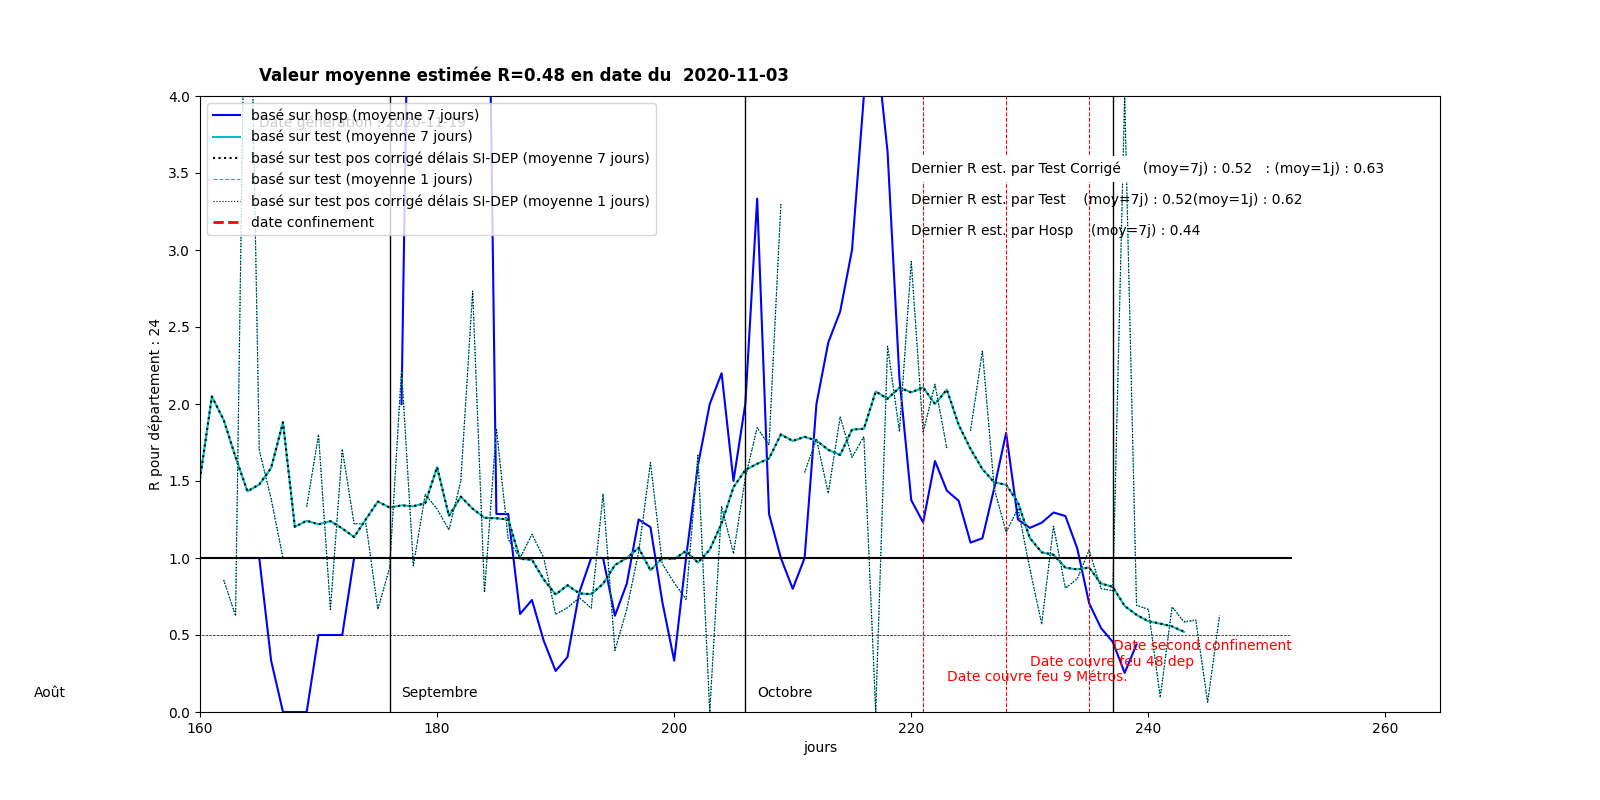 Valeur moyenne estimée R=0.48 en date du  2020-11-03
Date génération : 2020-11-19
basé sur hosp (moyenne 7 jours)
basé sur test (moyenne 7 jours)
basé sur test pos corrigé délais SI-DEP (moyenne 7 jours)
basé sur test (moyenne 1 jours)
basé sur test pos corrigé délais SI-DEP (moyenne 1 jours)
date confinement
Dernier R est. par Test Corrigé     (moy=7j) : 0.52   : (moy=1j) : 0.63
Dernier R est. par Test    (moy=7j) : 0.52(moy=1j) : 0.62
Dernier R est. par Hosp    (moy=7j) : 0.44
4.0
3.5
3.0
2.5
2.0
1.5
1.0
0.5
0.0
R pour département : 24
Date second confinement
Date couvre feu 48 dep
Date couvre feu 9 Métros.
Août
Septembre
Octobre
160
180
200
220
240
260
jours